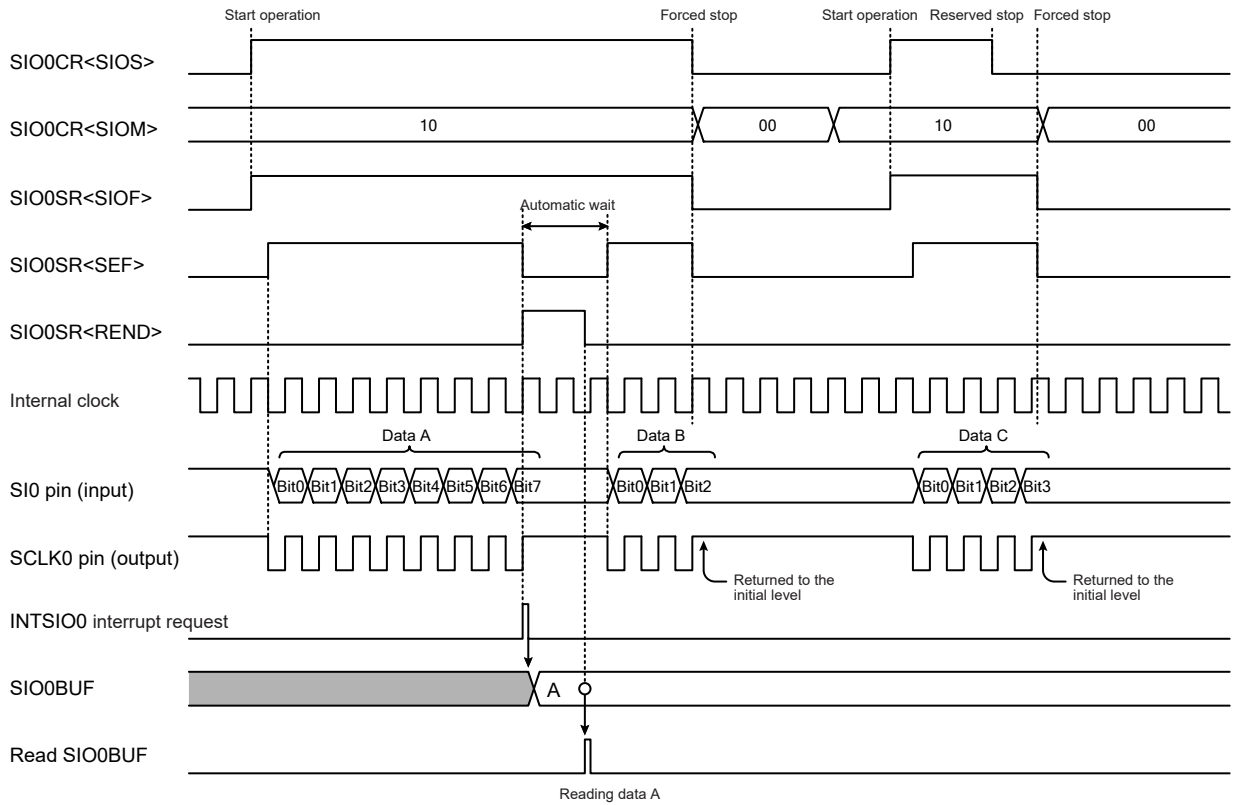 Start operation Forced stop Start operation Reserved stop Forced stop
SIO0CR<SIOS>
SIO0CR<SIOM> 10 00 10 00
SIO0SR<SIOF>
Automatic wait
SIO0SR<SEF>
SIO0SR<REND>
Internal clock
Data A Data B Data C
SI0 pin (input) Bit0 Bit1 Bit2 Bit3 Bit4 Bit5 Bit6 Bit7 Bit0 Bit1 Bit2 Bit0 Bit1 Bit2 Bit3
SCLK0 pin (output)
Returned to the Returned to the
initial level initial level
INTSIO0 interrupt request
SIO0BUF A
Read SIO0BUF
Reading data A